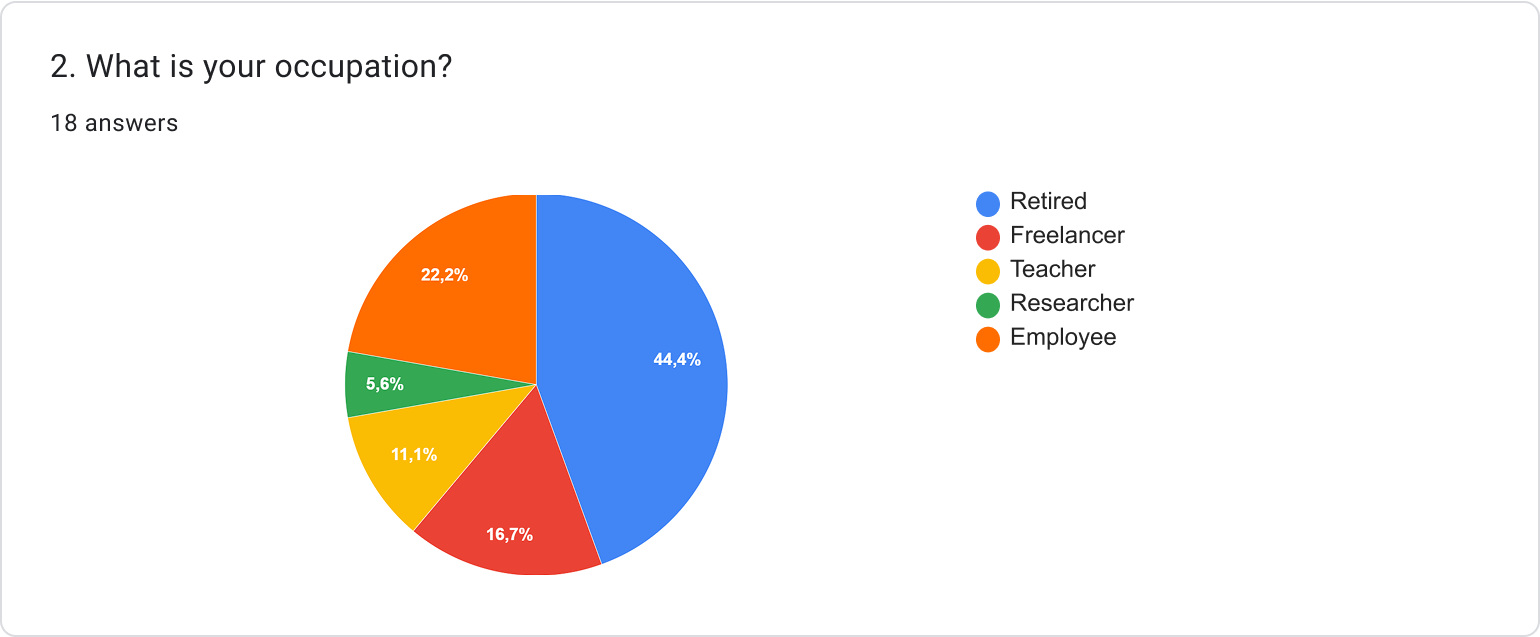 2. What is your occupation?
18 answers
Retired
Freelancer
Teacher
Researcher
Employee
22,2%
44,4%
5,6%
11,1%
16,7%